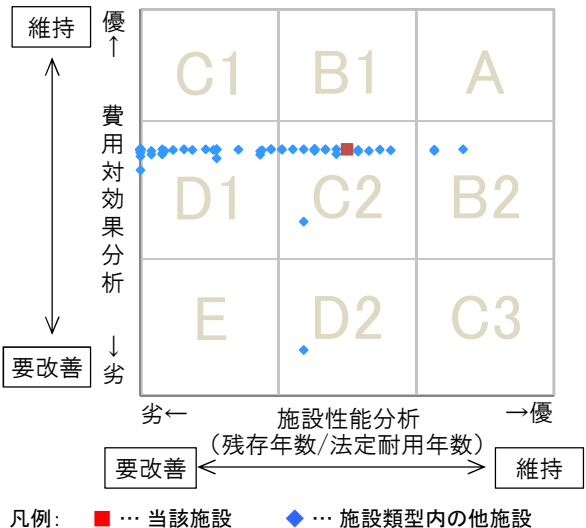 維持
優
↑
C1 B1 A
費用対効果分析
D1 C2 B2
E D2 C3
↓
劣
要改善
劣← 施設性能分析 →優
（残存年数/法定耐用年数）
要改善 維持
凡例: ■ … 当該施設 ◆ … 施設類型内の他施設